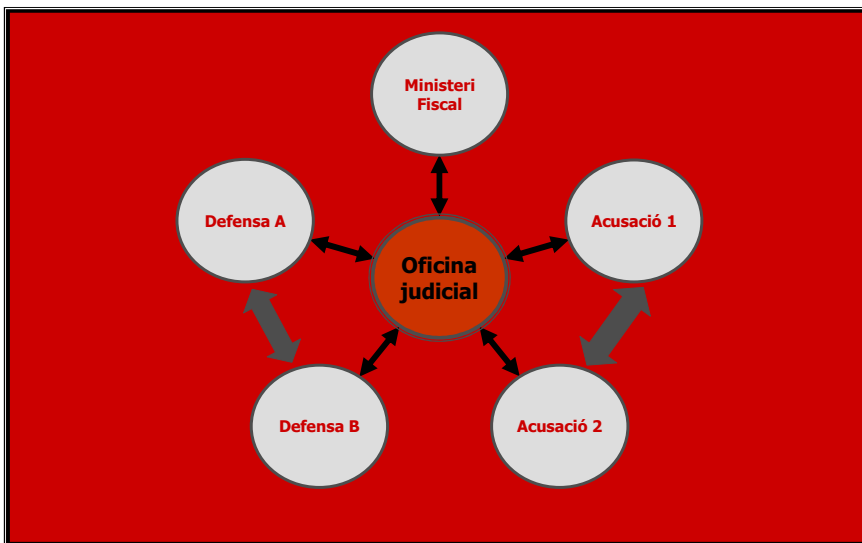 Ministeri
Fiscal
Defensa A
Acusació 1
Oficina
judicial
Defensa B
Acusació 2